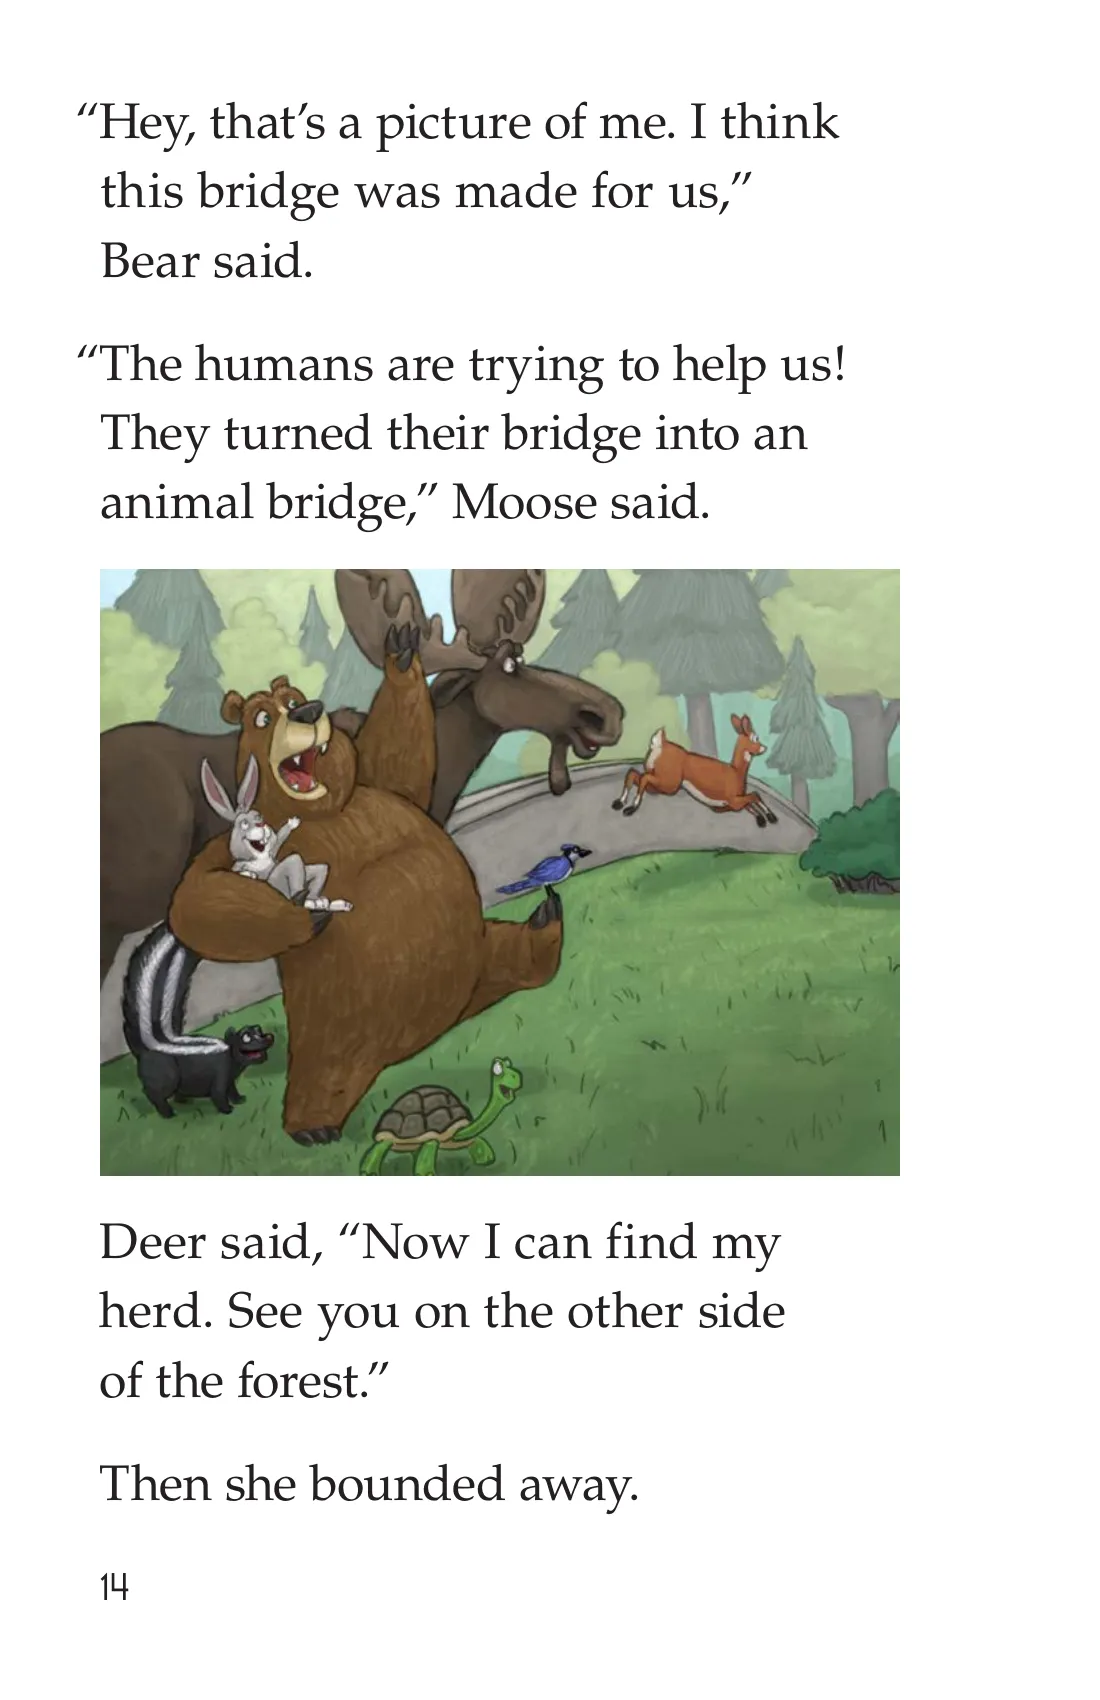 “Hey, that’s a picture of me. I think
this bridge was made for us,”
Bear said.
“The humans are trying to help us!
They turned their bridge into an
animal bridge,” Moose said.
Deer said, “Now I can find my
herd. See you on the other side
of the forest.”
Then she bounded away.
14